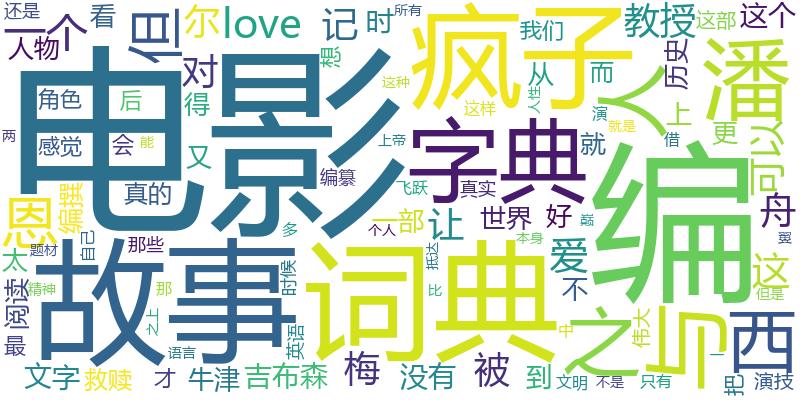 还是
一个
人物
看
但
尔
love
记
时
所有
想
对
疯子
我们
教授
这部
这个
从
而
历史
人
潘
电影
角色
后
得
感觉
会
能
又
真的
两
上帝
这种
这样
人性
演
就是
上
借
更
可以
字典
就
编纂
飞跃
真实
编
恩
编撰
太
题材
自己
那些
多
一部
个人
让
世界
好
巅
本身
舟
冥
爱
这
但是
故事
词典
阅读
精神
那
之上
时候
抵达
比
不
之
与
伟大
西
最
语言
英语
中
文字
救赎
才
牛津
吉布森
梅
没有
被
到
文明
不是
只有
把
演技